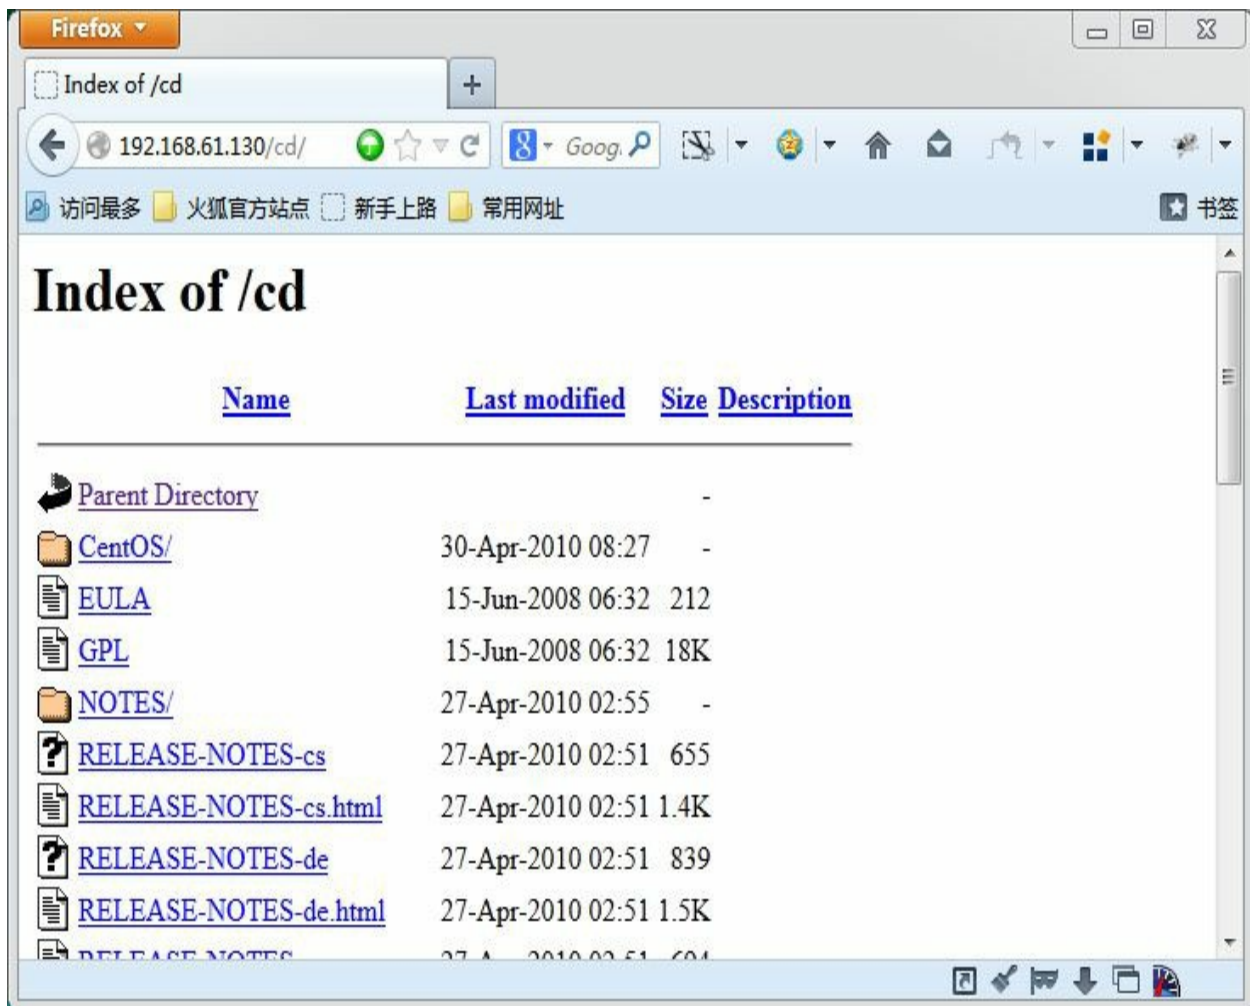 Firefox
Index of /cd
192.168.61.130/cd/
Goog.
访问最多 火狐官方站点 新手上路 常用网址 书签
Index of /cd
Name Last modified Size Description
Parent Directory -
CentOS/ 30-Apr-2010 08:27 -
EULA 15-Jun-2008 06:32 212
GPL 15-Jun-2008 06:32 18K
NOTES/ 27-Apr-2010 02:55 -
RELEASE-NOTES-cs 27-Apr-2010 02:51 655
RELEASE-NOTES-cs.html 27-Apr-2010 02:51 1.4K
RELEASE-NOTES-de 27-Apr-2010 02:51 839
RELEASE-NOTES-de.html 27-Apr-2010 02:51 1.5K